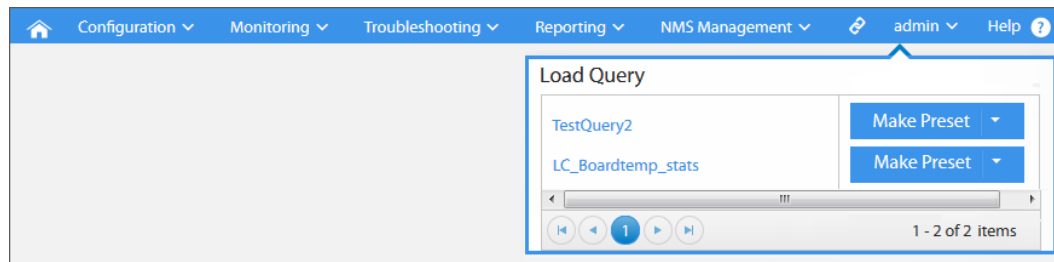 Configuration Monitoring Troubleshooting Reporting NMS Management admin Help ?
Load Query
TestQuery2 Make Preset
LC_Boardtemp_stats Make Preset
1 1 - 2 of 2 items